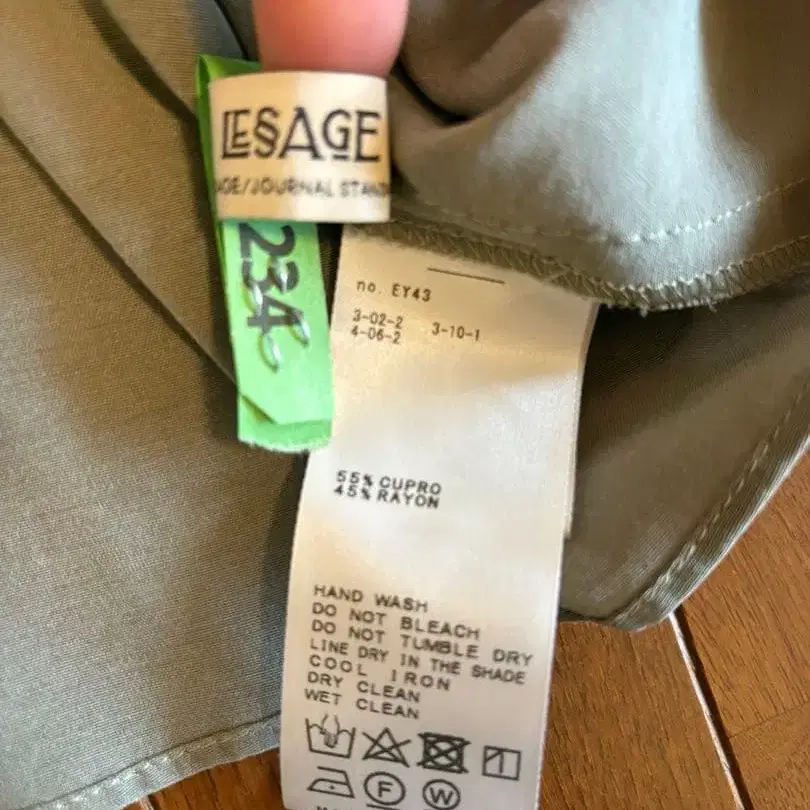 LESSAGE
AGE/JOURNAL STAND
234
no. EY43
3-02-2 3-10-1
4-06-2
55% CUPRO
45% RAYON
HAND WASH
DO NOT BLEACH
DO NOT TUMBLE DRY
LINE DRY IN THE SHADE
COOL IRON
DRY CLEAN
WET CLEAN
F W